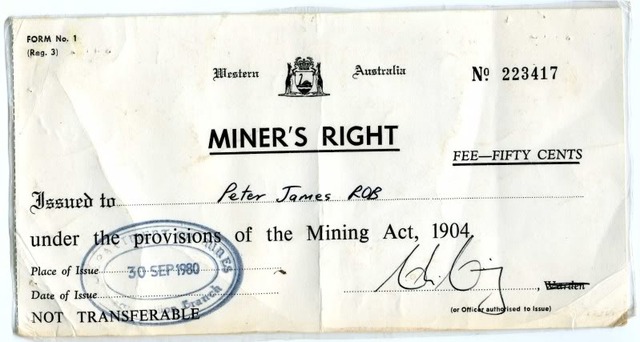 FORM No. 1
(Reg. 3)
Western Australia
No 223417
MINER'S RIGHT
FEE—FIFTY CENTS
Issued to Peter James ROB
under the provisions of the Mining Act, 1904,
Place of Issue
30 SEP 1980
Date of Issue
Branch
, Warden
(or Officer authorised to Issue)
NOT TRANSFERABLE